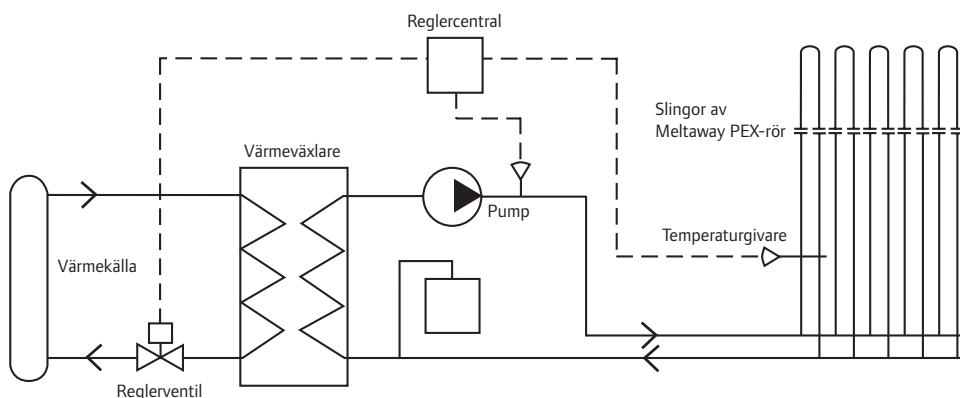 Reglercentral
Slingor av
Meltaway PEX-rör
Värmeväxlare
Pump
Temperaturgivare
Värmekälla
Reglerventil